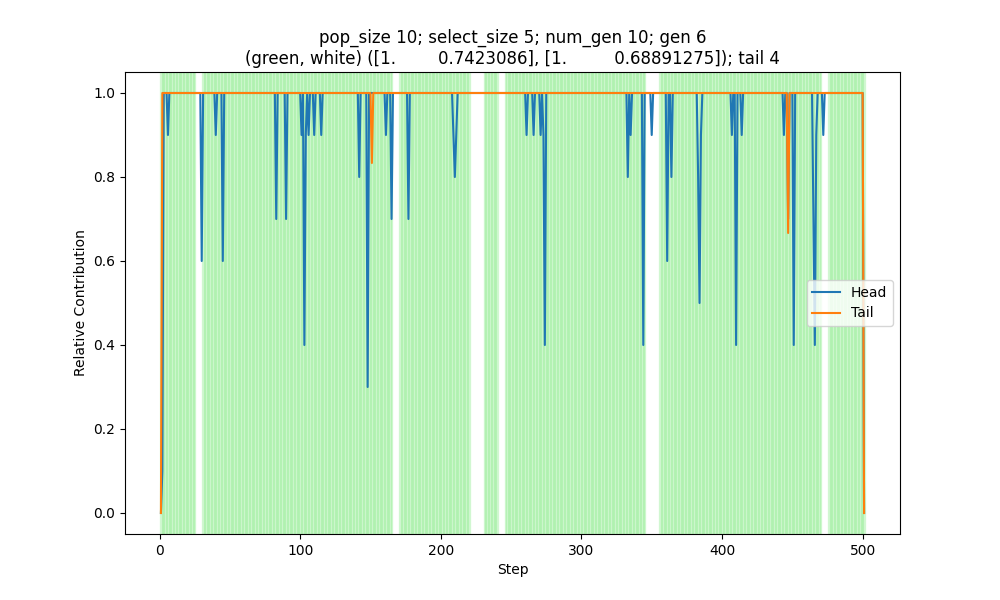 pop_size 10; select_size 5; num_gen 10; gen 6
(green, white) ([1.         0.7423086], [1.         0.68891275]); tail 4
1.0
0.8
0.6
0.4
0.2
0.0
Relative Contribution
Head
Tail
0
100
200
300
400
500
Step